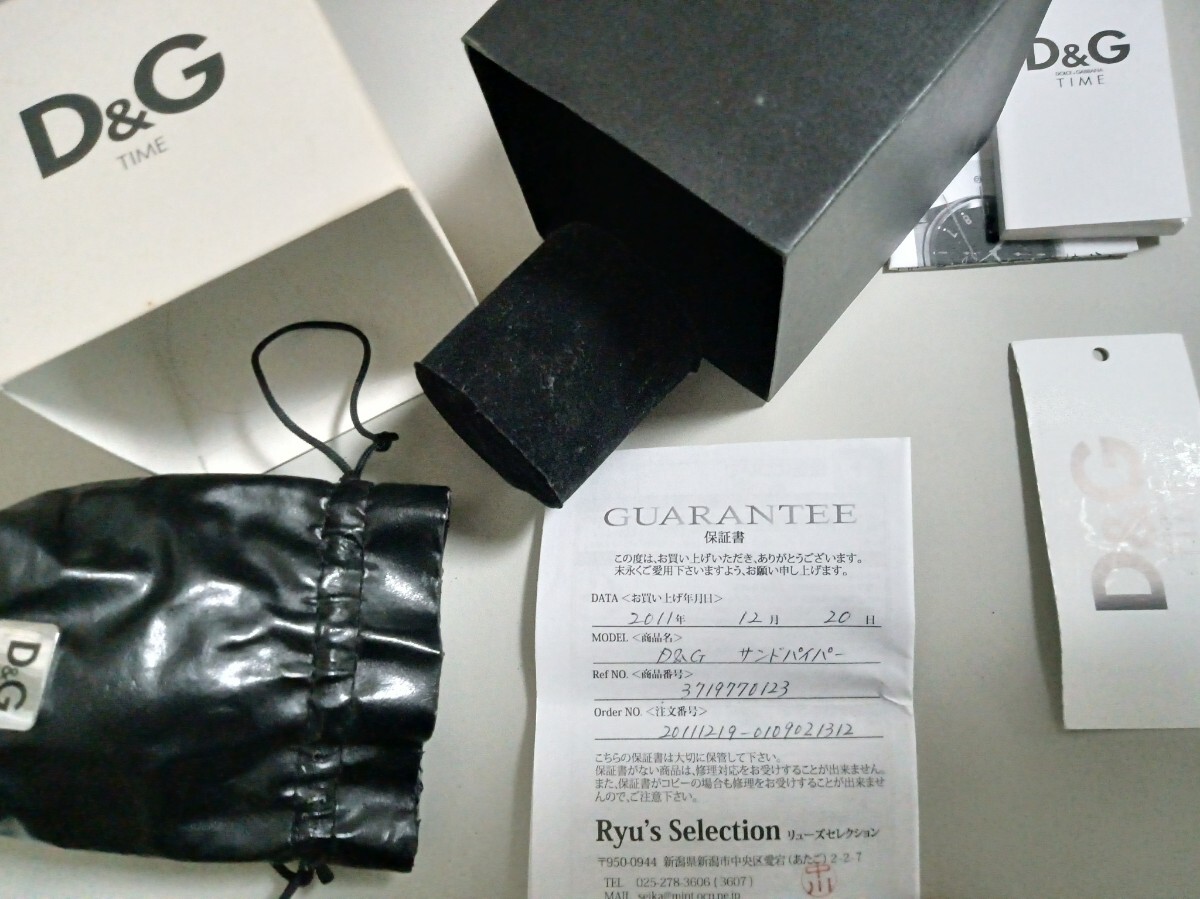 D&G
TIME
D&G
DOLCE & GABBANA
TIME
D&G
D&G
GUARANTEE
保証書
この度は、お買い上げいただき、ありがとうございます。
末永くご愛用下さいますよう、お願い申し上げます。
DATA <お買い上げ年月日>
2011年 12月 20日
MODEL <商品名>
D&G サンドパイパー
Ref NO. <商品番号>
3719770123
Order NO. <注文番号>
20111219-0109021312
こちらの保証書は大切に保管して下さい。
保証書がない商品は、修理対応をお受けすることが出来ません。
また、保証書がコピーの場合も修理をお受けすることが出来ませ
んので、ご注意下さい。
Ryu's Selection リューズセレクション
〒950-0944 新潟県新潟市中央区愛宕(あたご)2-2-7
TEL 025-278-3606 (3607)
MAIL seika@mint.ocn.ne.jp